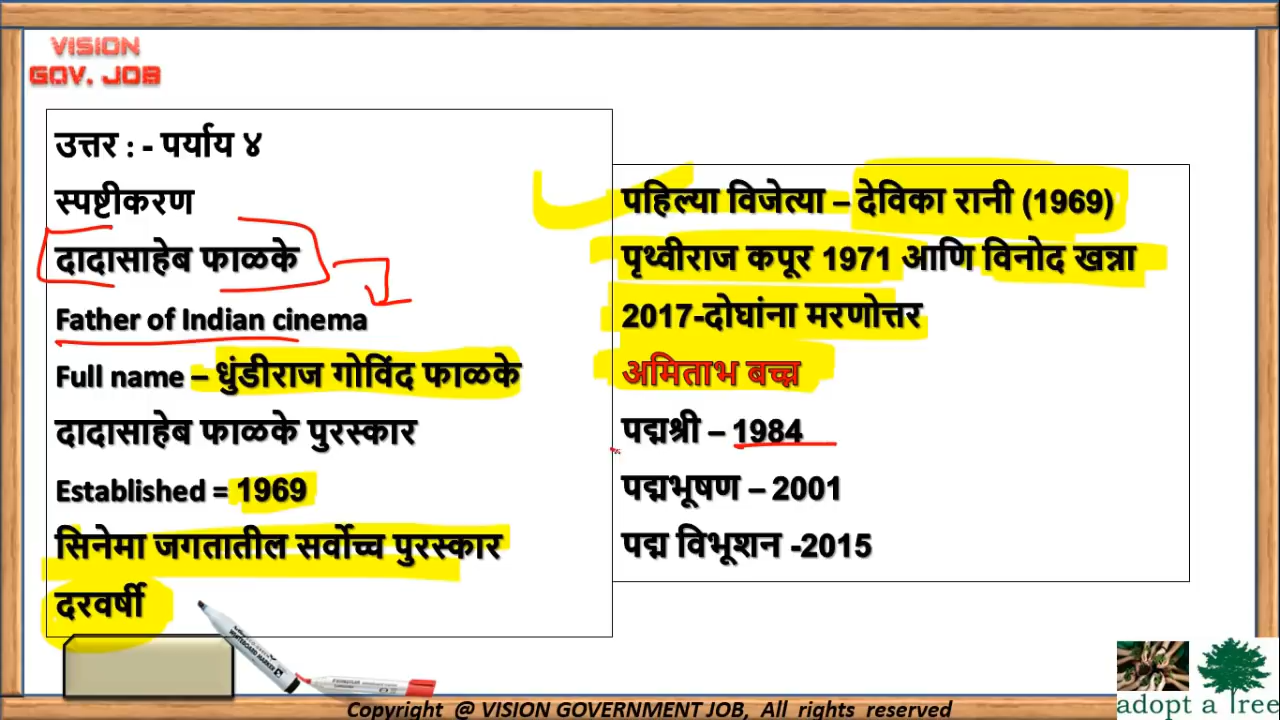 VISION
GOV. JOB
उत्तर : - पर्याय ४
स्पष्टीकरण
दादासाहेब फाळके
Father of Indian cinema
Full name – धुंडीराज गोविंद फाळके
दादासाहेब फाळके पुरस्कार
Established = 1969
सिनेमा जगतातील सर्वोच्च पुरस्कार
दरवर्षी
पहिल्या विजेत्या – देविका रानी (1969)
पृथ्वीराज कपूर 1971 आणि विनोद खन्ना
2017-दोघांना मरणोत्तर
अमिताभ बच्च्न
पद्मश्री – 1984
पद्मभूषण – 2001
पद्म विभूशन -2015
WHITEBOARD MARKER
adopt a Tree
Copyright @ VISION GOVERNMENT JOB, All rights reserved